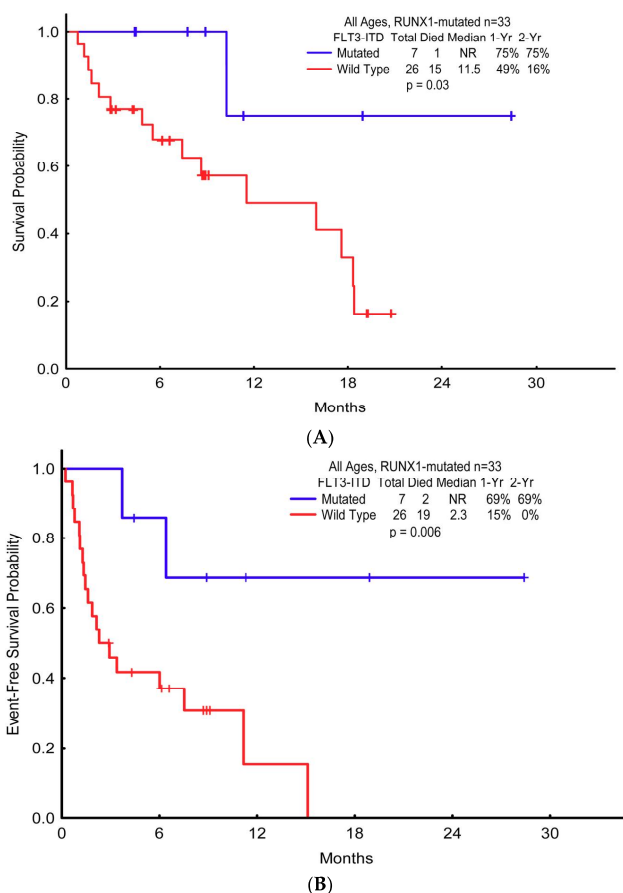 All Ages, RUNX1-mutated n=33
FLT3-ITD Total Died Median 1-Yr 2-Yr
Mutated 7 1 NR 75% 75%
Wild Type 26 15 11.5 49% 16%
p = 0.03
Survival Probability
1.0
0.8
0.6
0.4
0.2
0.0
0 6 12 18 24 30
Months
(A)
All Ages, RUNX1-mutated n=33
FLT3-ITD Total Died Median 1-Yr 2-Yr
Mutated 7 2 NR 69% 69%
Wild Type 26 19 2.3 15% 0%
p = 0.006
Event-Free Survival Probability
1.0
0.8
0.6
0.4
0.2
0.0
0 6 12 18 24 30
Months
(B)